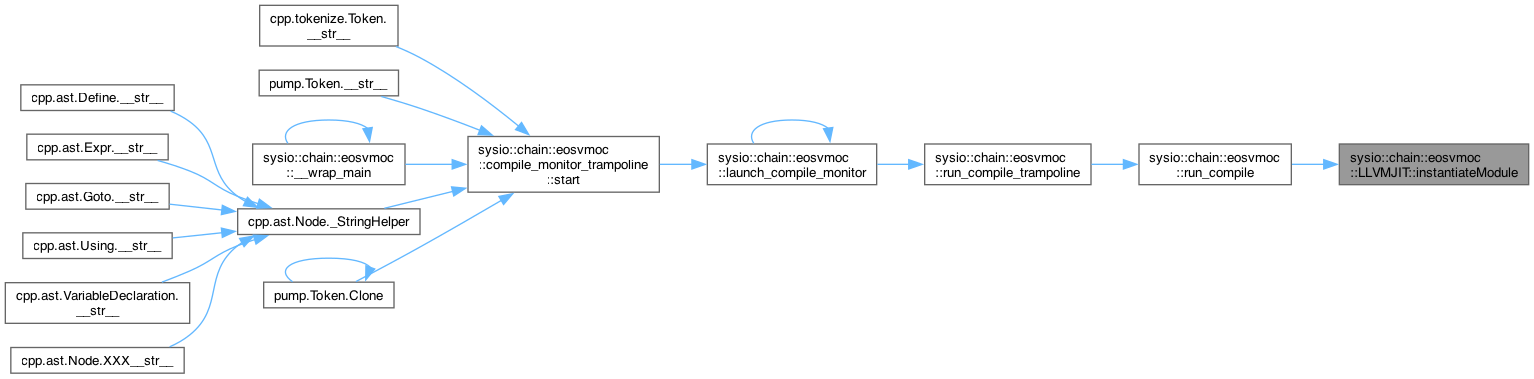 cpp.tokenize.Token.
__str__
pump.Token.__str__
cpp.ast.Define.__str__
cpp.ast.Expr.__str__
cpp.ast.Goto.__str__
cpp.ast.Using.__str__
cpp.ast.VariableDeclaration.
__str__
cpp.ast.Node.XXX__str__
sysio::chain::eosvmoc
::__wrap_main
cpp.ast.Node._StringHelper
pump.Token.Clone
sysio::chain::eosvmoc
::compile_monitor_trampoline
::start
sysio::chain::eosvmoc
::launch_compile_monitor
sysio::chain::eosvmoc
::run_compile_trampoline
sysio::chain::eosvmoc
::run_compile
sysio::chain::eosvmoc
::LLVMJIT::instantiateModule